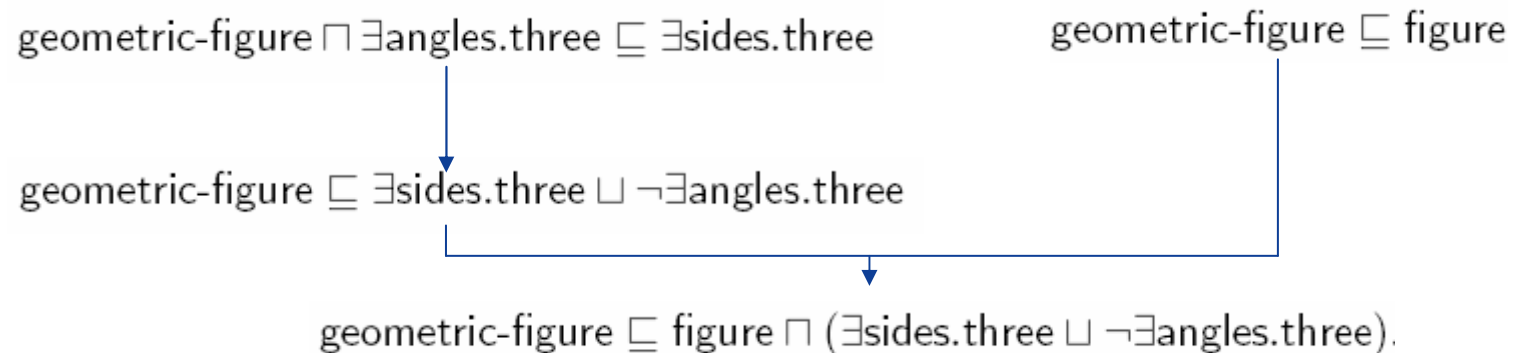 geometric-figure ⊓ ∃angles.three ⊑ ∃sides.three
geometric-figure ⊑ figure
geometric-figure ⊑ ∃sides.three ⊔ ¬∃angles.three
geometric-figure ⊑ figure ⊓ (∃sides.three ⊔ ¬∃angles.three).